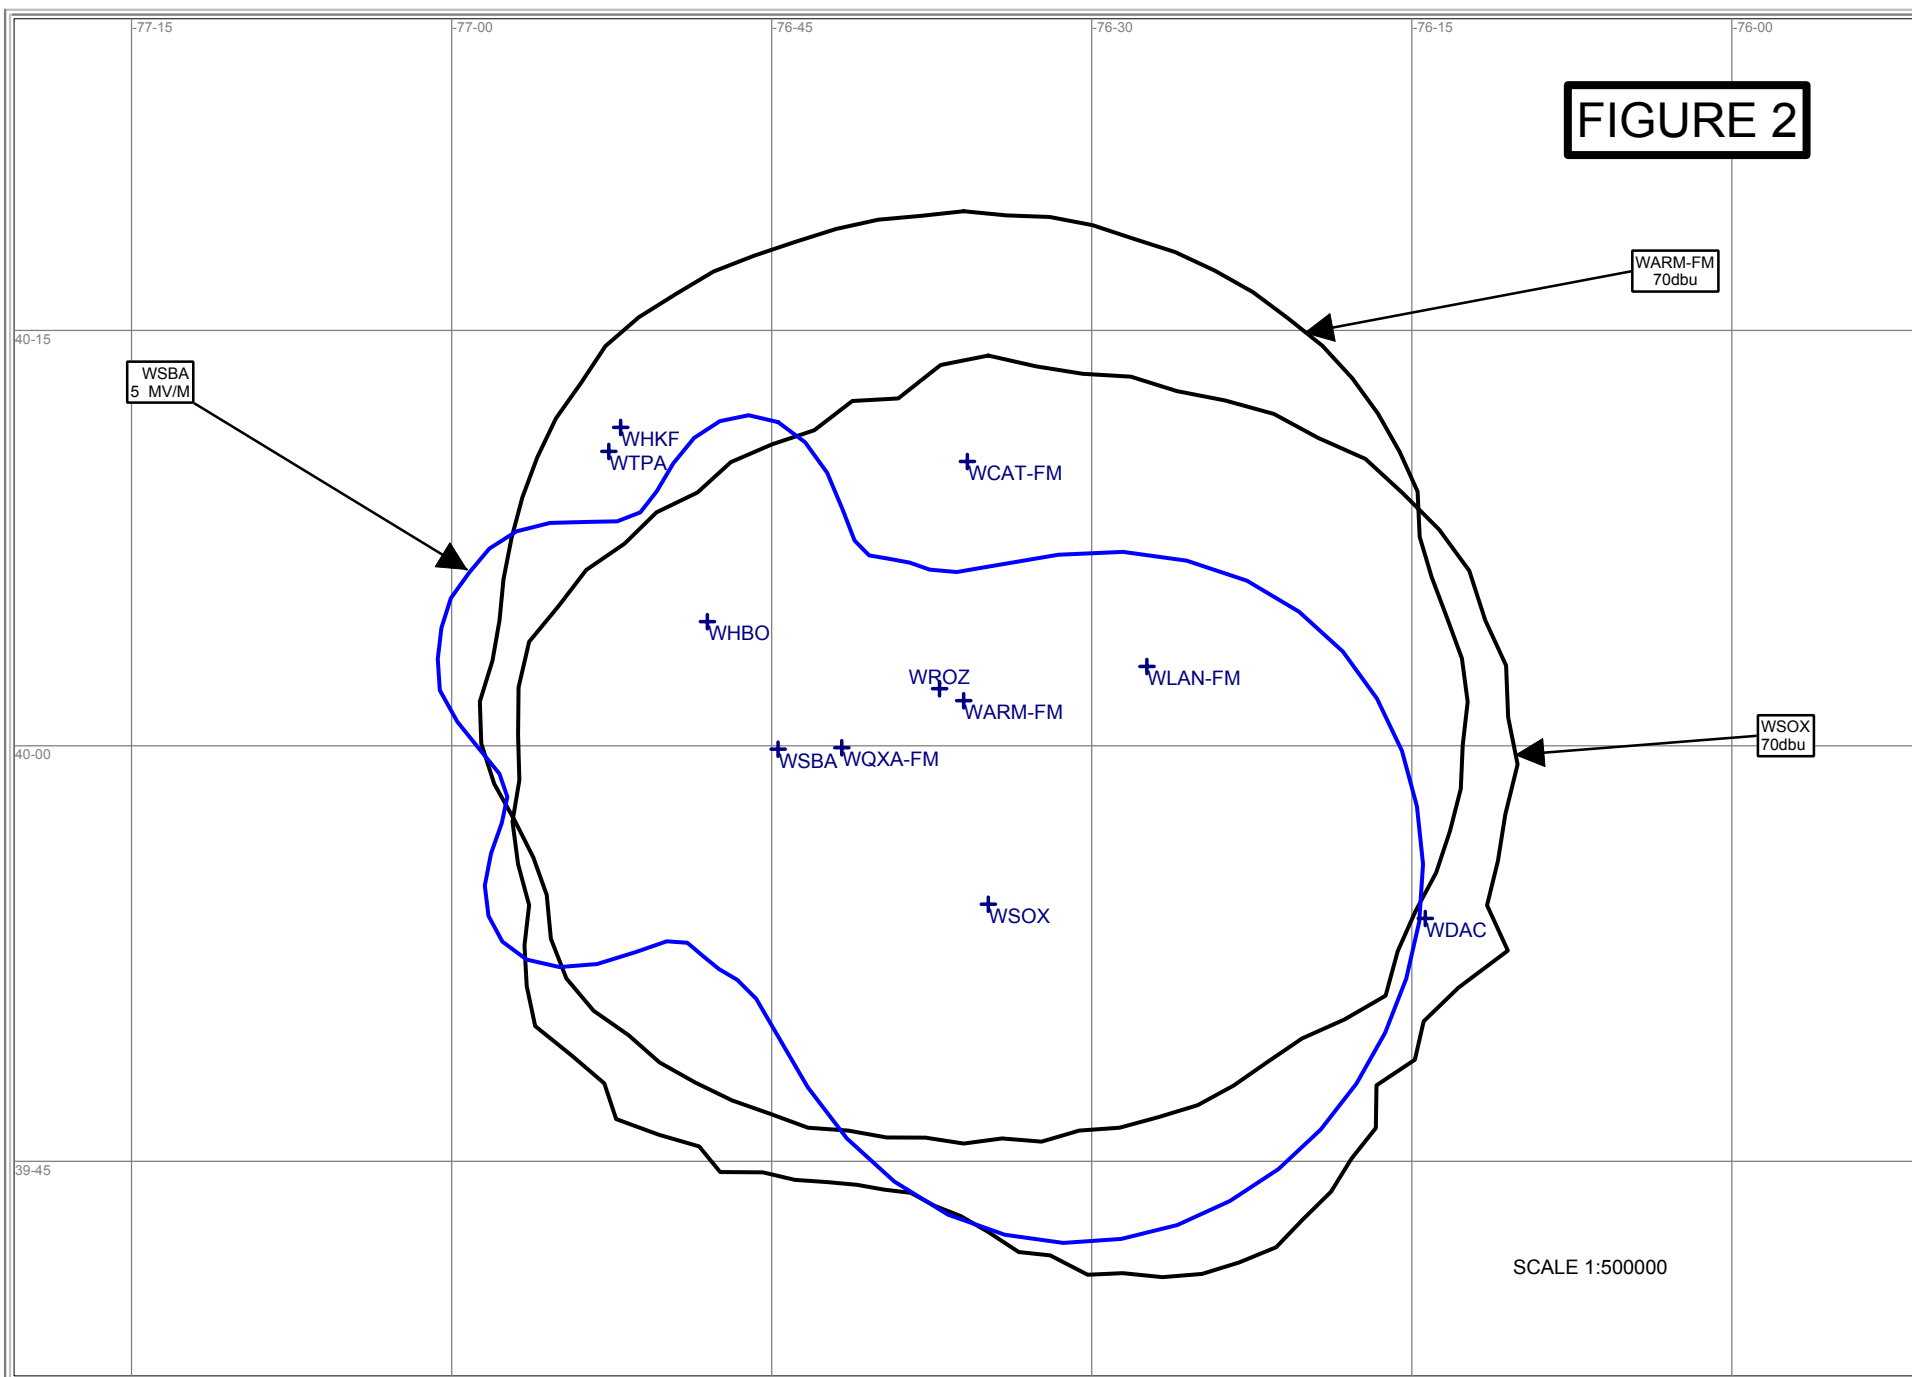 -77-15
-77-00
-76-45
-76-30
-76-15
-76-00
FIGURE 2
WARM-FM
70dbu
40-15
WSBA
5 MV/M
WHKF
WTPA
WCAT-FM
WHBO
WROZ
WLAN-FM
WARM-FM
WSOX
70dbu
40-00
WSBA
WQXA-FM
WSOX
WDAC
39-45
SCALE 1:500000